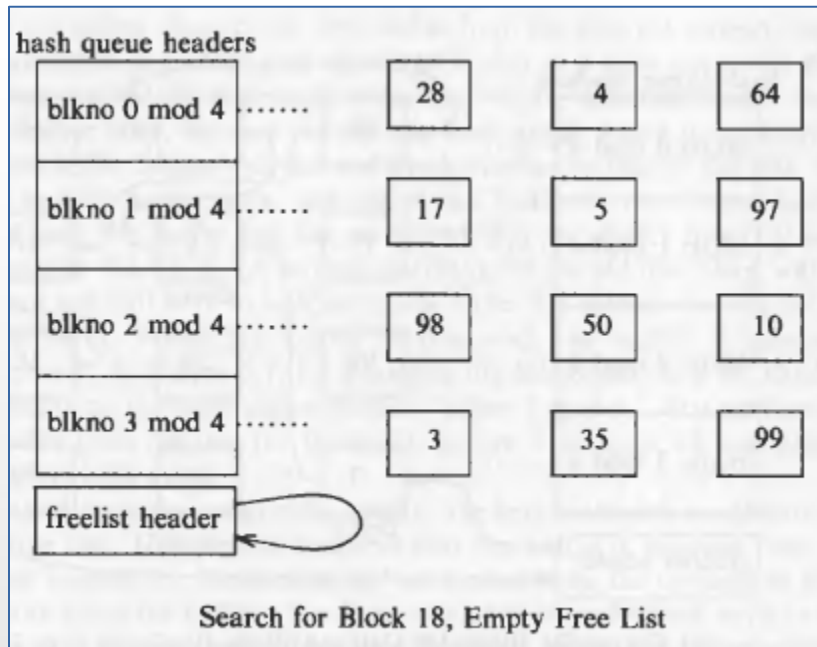 hash queue headers
blkno 0 mod 4 ...... 28 4 64
blkno 1 mod 4 ...... 17 5 97
blkno 2 mod 4 ...... 98 50 10
blkno 3 mod 4 ...... 3 35 99
freelist header
Search for Block 18, Empty Free List